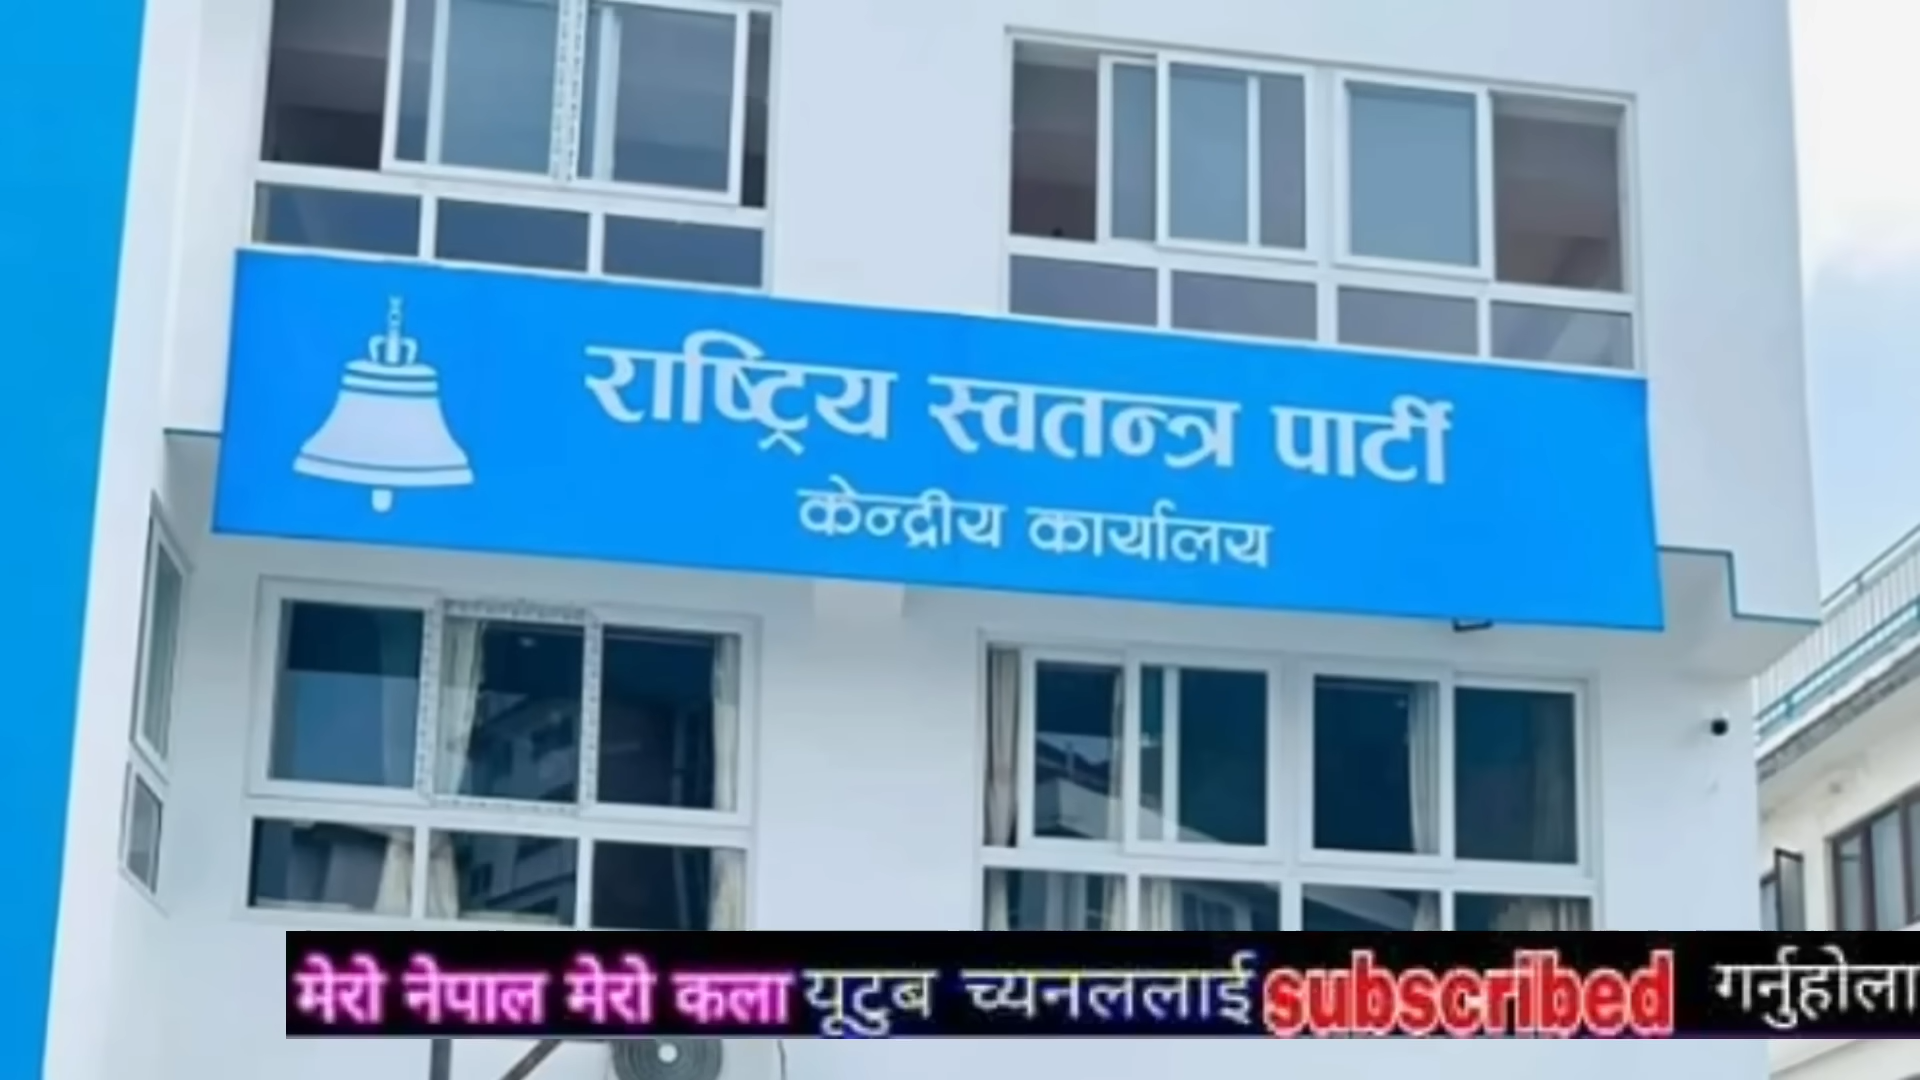 राष्ट्रिय स्वतन्त्र पार्टी
केन्द्रीय कार्यालय
मेरो नेपाल मेरो कला यूटुब च्यनललाई subscribed गर्नुहोला